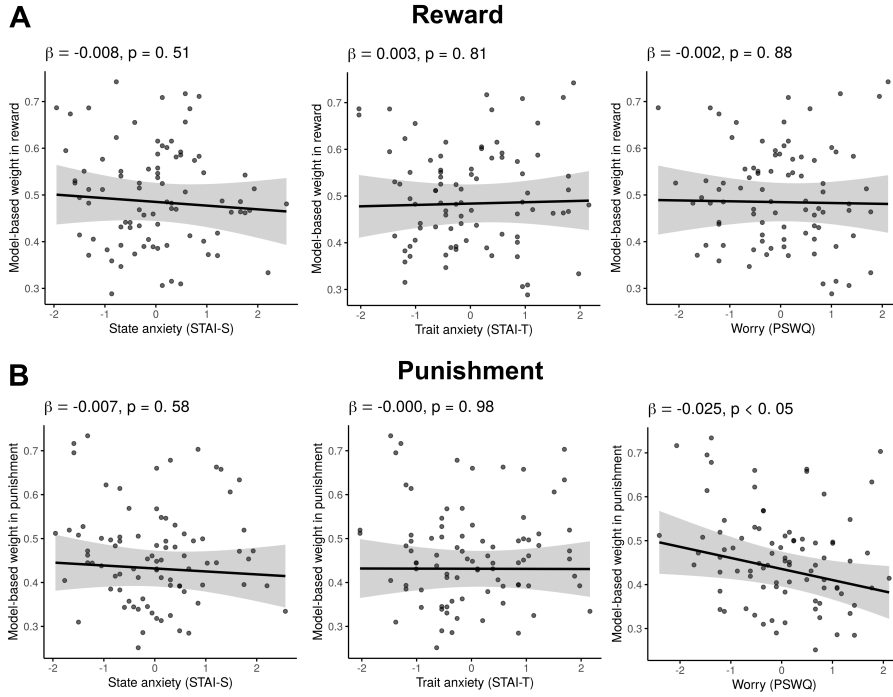 A
Reward
β = -0.008, p = 0. 51
β = 0.003, p = 0. 81
β = -0.002, p = 0. 88
Model-based weight in reward
0.7
0.6
0.5
0.4
0.3
-2 -1 0 1 2
State anxiety (STAI-S)
Model-based weight in reward
0.7
0.6
0.5
0.4
0.3
-2 -1 0 1 2
Trait anxiety (STAI-T)
Model-based weight in reward
0.7
0.6
0.5
0.4
0.3
-2 -1 0 1 2
Worry (PSWQ)
B
Punishment
β = -0.007, p = 0. 58
β = -0.000, p = 0. 98
β = -0.025, p < 0. 05
Model-based weight in punishment
0.7
0.6
0.5
0.4
0.3
-2 -1 0 1 2
State anxiety (STAI-S)
Model-based weight in punishment
0.7
0.6
0.5
0.4
0.3
-2 -1 0 1 2
Trait anxiety (STAI-T)
Model-based weight in punishment
0.7
0.6
0.5
0.4
0.3
-2 -1 0 1 2
Worry (PSWQ)